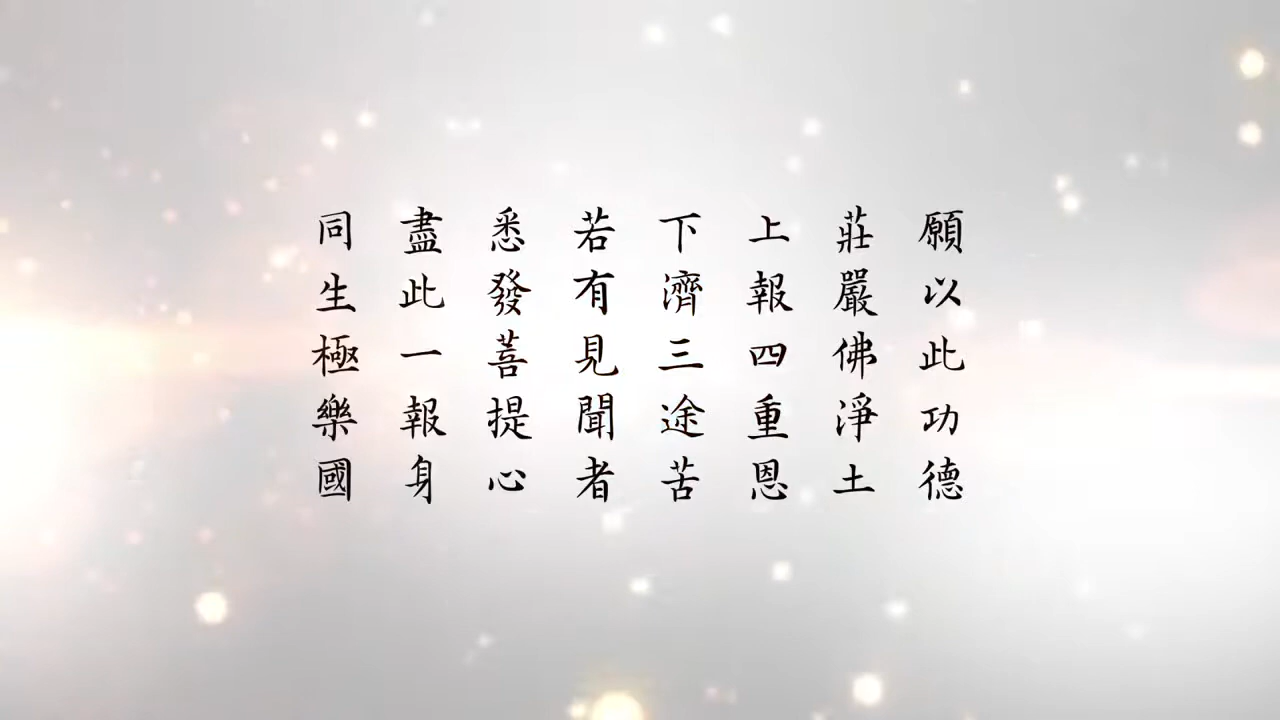 願以此功德
莊嚴佛淨土
上報四重恩
下濟三途苦
若有見聞者
悉發菩提心
盡此一報身
同生極樂國